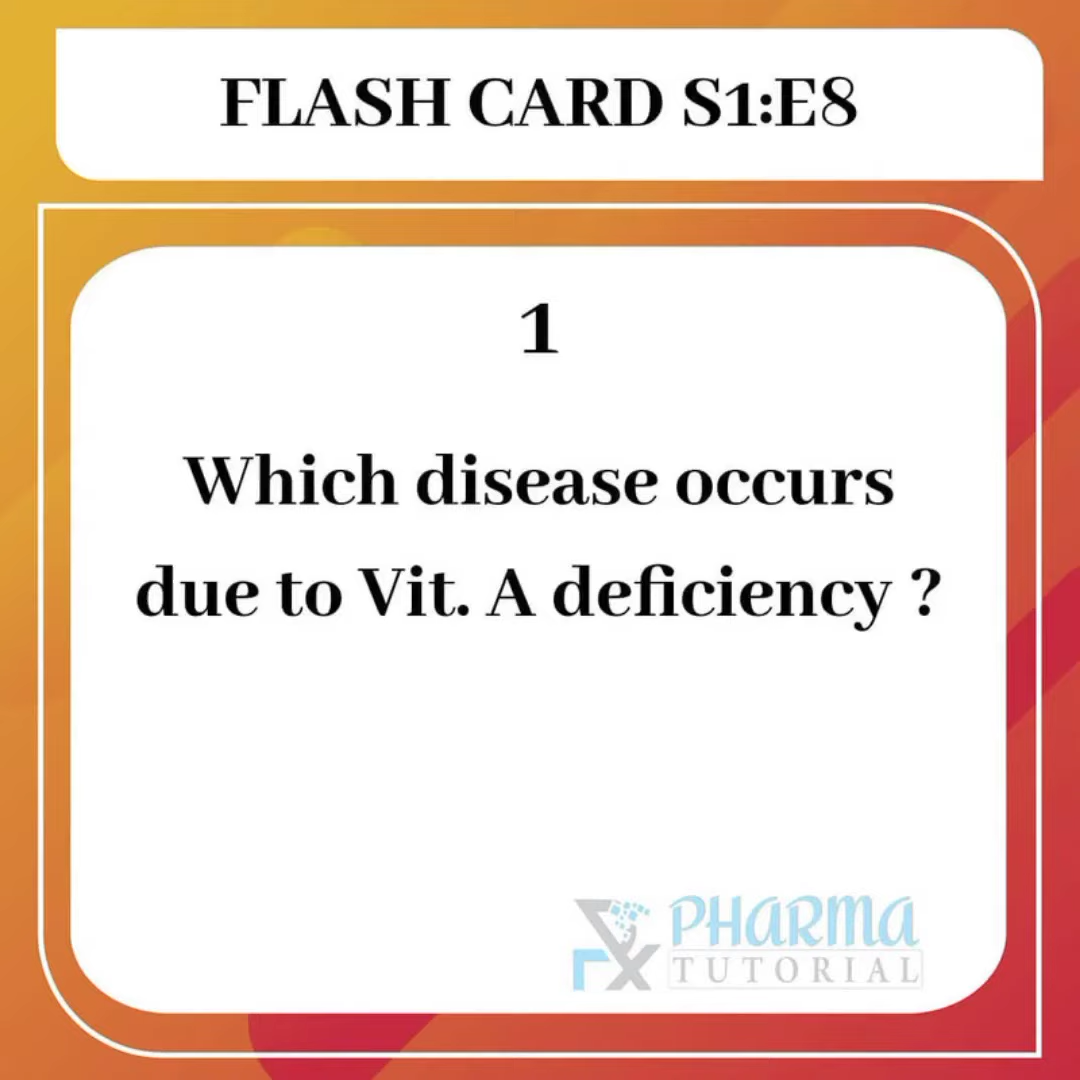 FLASH CARD S1:E8
1
Which disease occurs
due to Vit. A deficiency ?
PHARMA
TUTORIAL